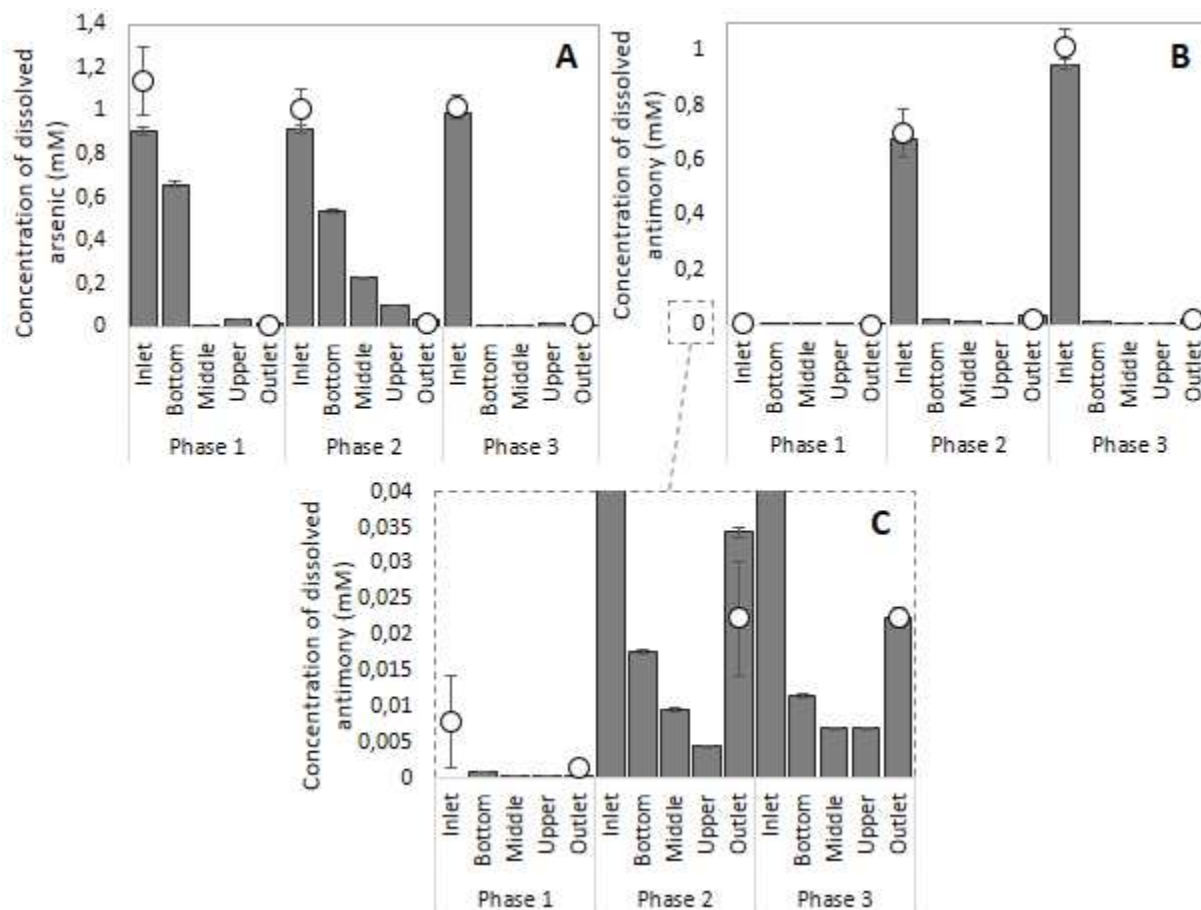 A
Concentration of dissolved
arsenic (mM)
1,4
1,2
1
0,8
0,6
0,4
0,2
0
Inlet
Bottom
Middle
Upper
Outlet
Inlet
Bottom
Middle
Upper
Outlet
Inlet
Bottom
Middle
Upper
Outlet
Phase 1
Phase 2
Phase 3
B
Concentration of dissolved
antimony (mM)
1
0,8
0,6
0,4
0,2
0
Inlet
Bottom
Middle
Upper
Outlet
Inlet
Bottom
Middle
Upper
Outlet
Inlet
Bottom
Middle
Upper
Outlet
Phase 1
Phase 2
Phase 3
C
Concentration of dissolved
antimony (mM)
0,04
0,035
0,03
0,025
0,02
0,015
0,01
0,005
0
Inlet
Bottom
Middle
Upper
Outlet
Inlet
Bottom
Middle
Upper
Outlet
Inlet
Bottom
Middle
Upper
Outlet
Phase 1
Phase 2
Phase 3